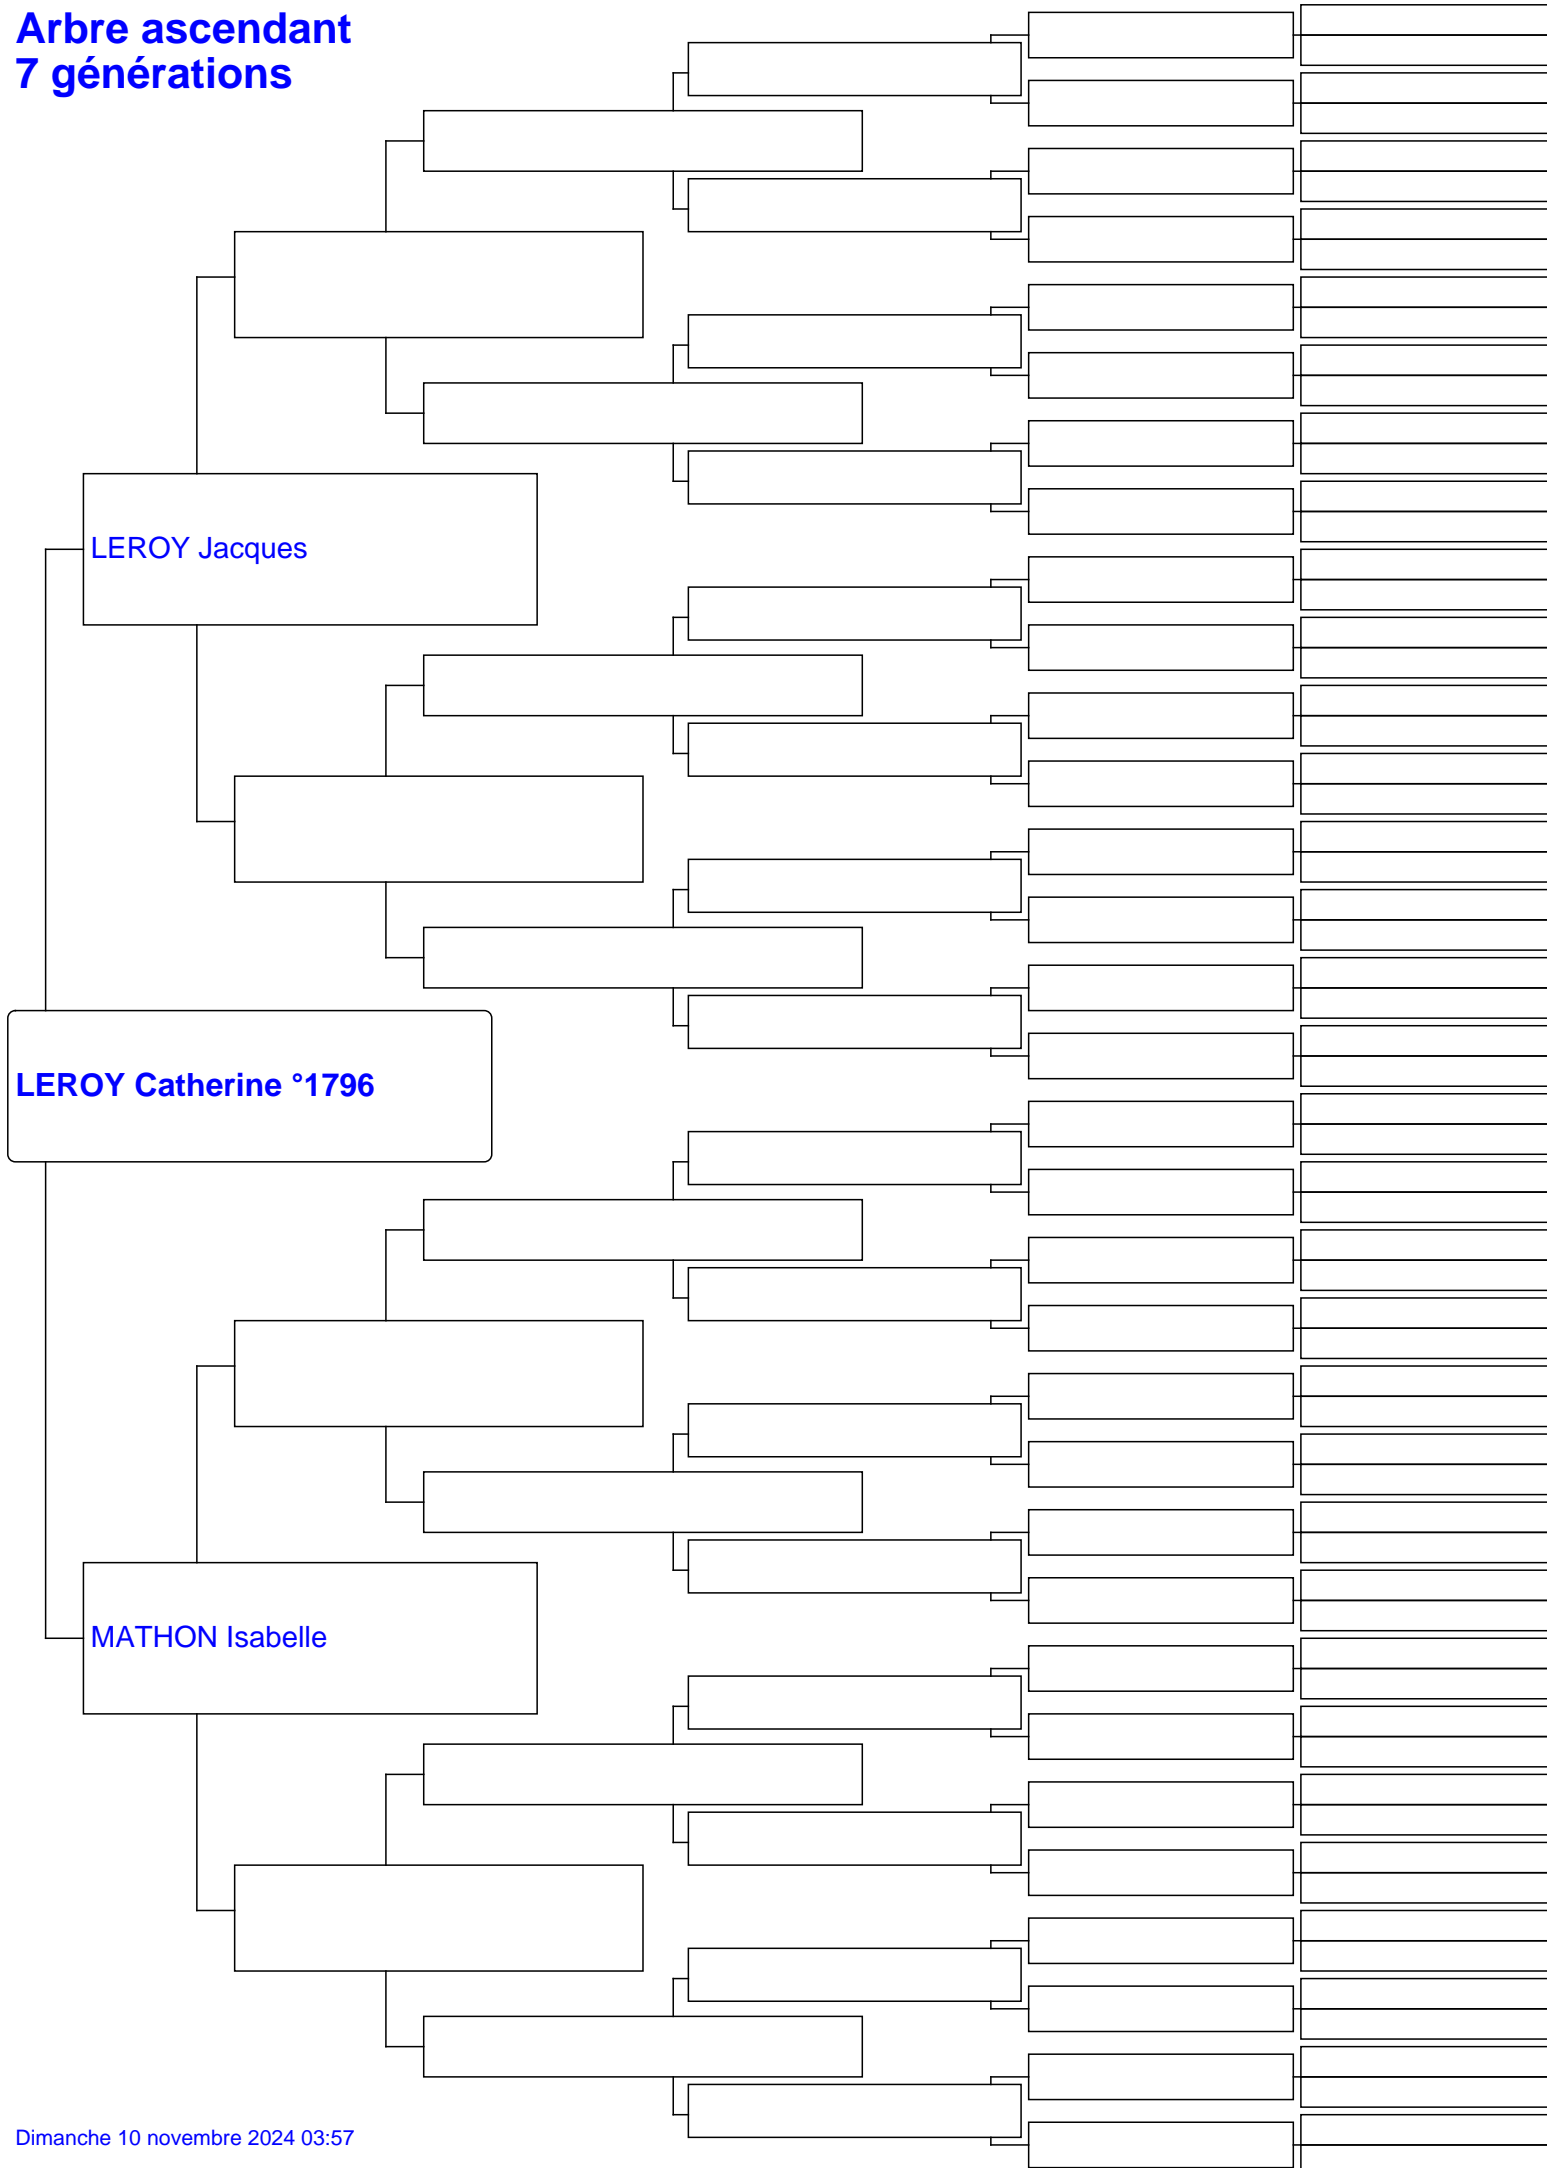 Arbre ascendant
7 générations
LEROY Jacques
LEROY Catherine °1796
MATHON Isabelle
Dimanche 10 novembre 2024 03:57